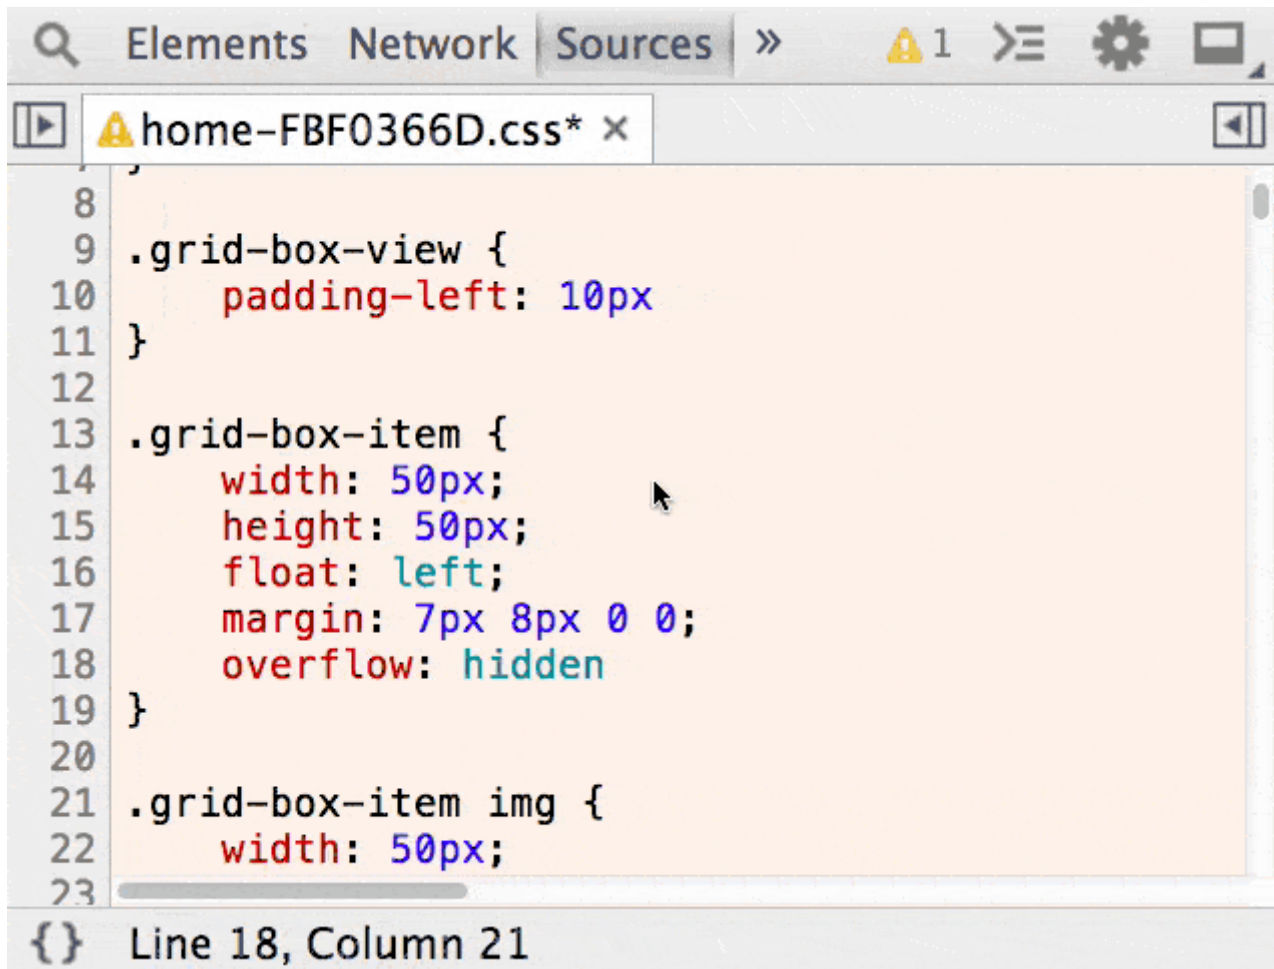 Elements Network Sources » 1
home-FBF0366D.css* ×
8
9 .grid-box-view {
10 padding-left: 10px
11 }
12
13 .grid-box-item {
14 width: 50px;
15 height: 50px;
16 float: left;
17 margin: 7px 8px 0 0;
18 overflow: hidden
19 }
20
21 .grid-box-item img {
22 width: 50px;
23
{} Line 18, Column 21